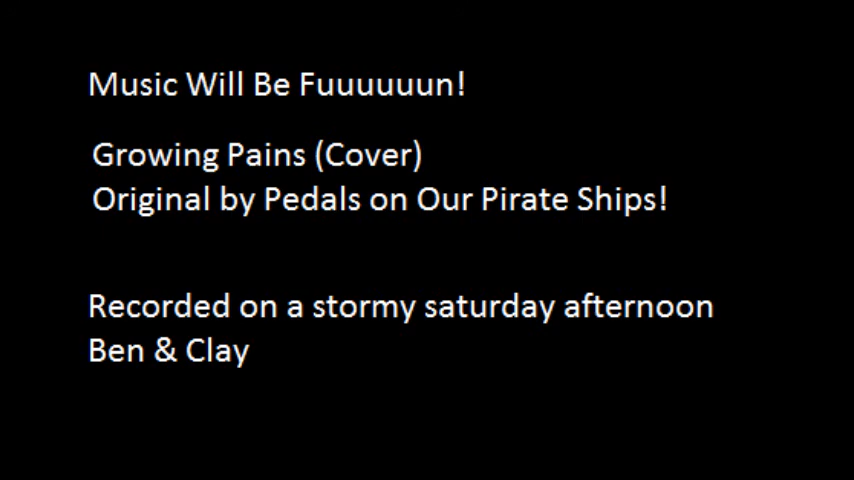 Music Will Be Fuuuuuun!
Growing Pains (Cover)
Original by Pedals on Our Pirate Ships!
Recorded on a stormy saturday afternoon
Ben & Clay